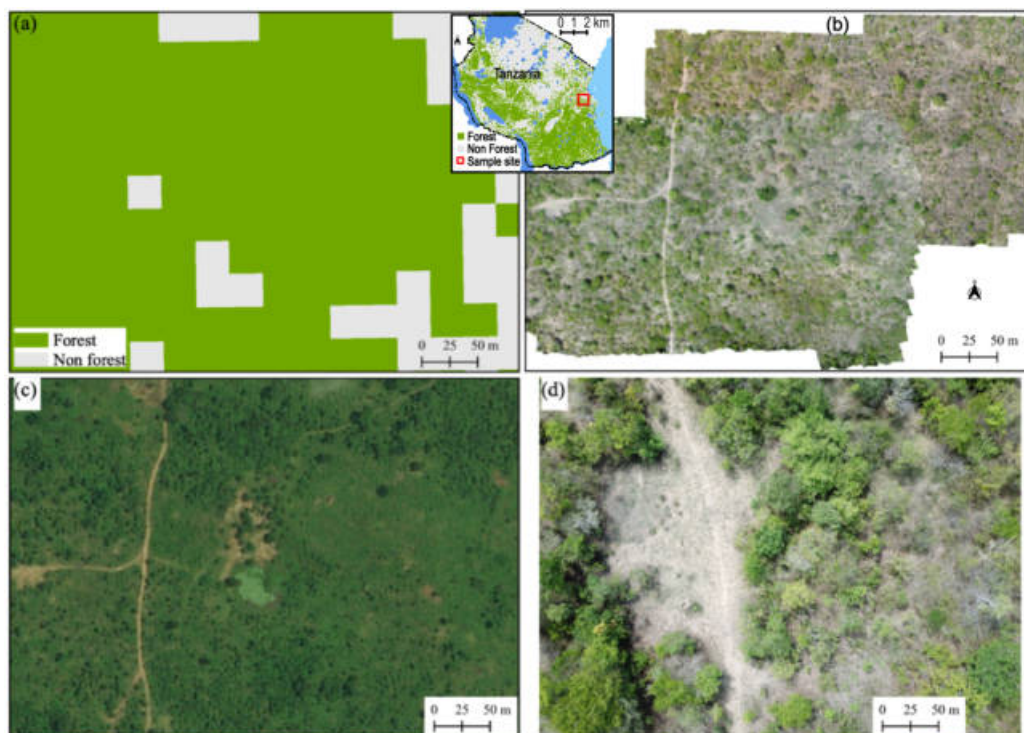 (a)
0 1 2 km
Tanzania
Forest
Non Forest
Sample site
(b)
Forest
Non forest
0 25 50 m
0 25 50 m
(c)
(d)
0 25 50 m
0 25 50 m